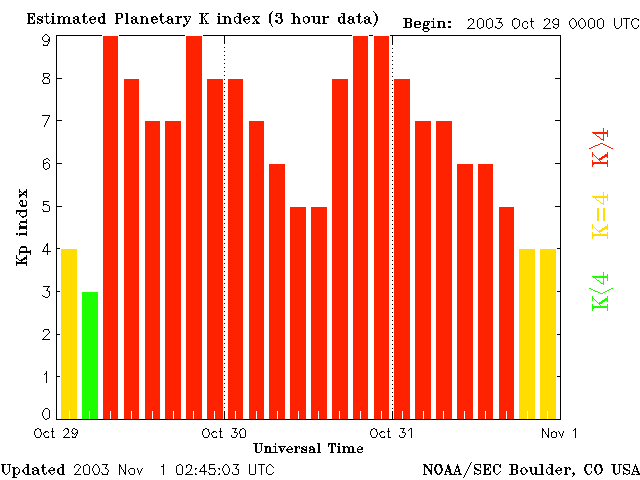 Estimated Planetary K index (3 hour data) Begin: 2003 Oct 29 0000 UTC
9
8
7
6
5
4
3
2
1
0
Kp index
K>4
K=4
K<4
Oct 29 Oct 30 Oct 31 Nov 1
Universal Time
Updated 2003 Nov 1 02:45:03 UTC NOAA/SEC Boulder, CO USA